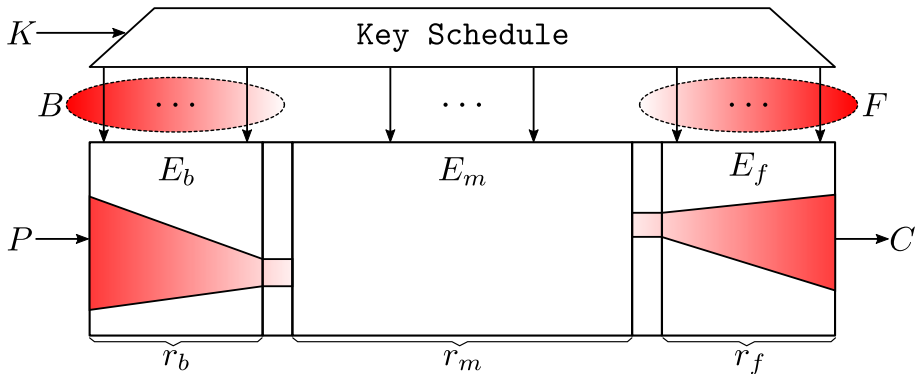 K Key Schedule
B ... ... ... F
E_b E_m E_f
P C
r_b r_m r_f